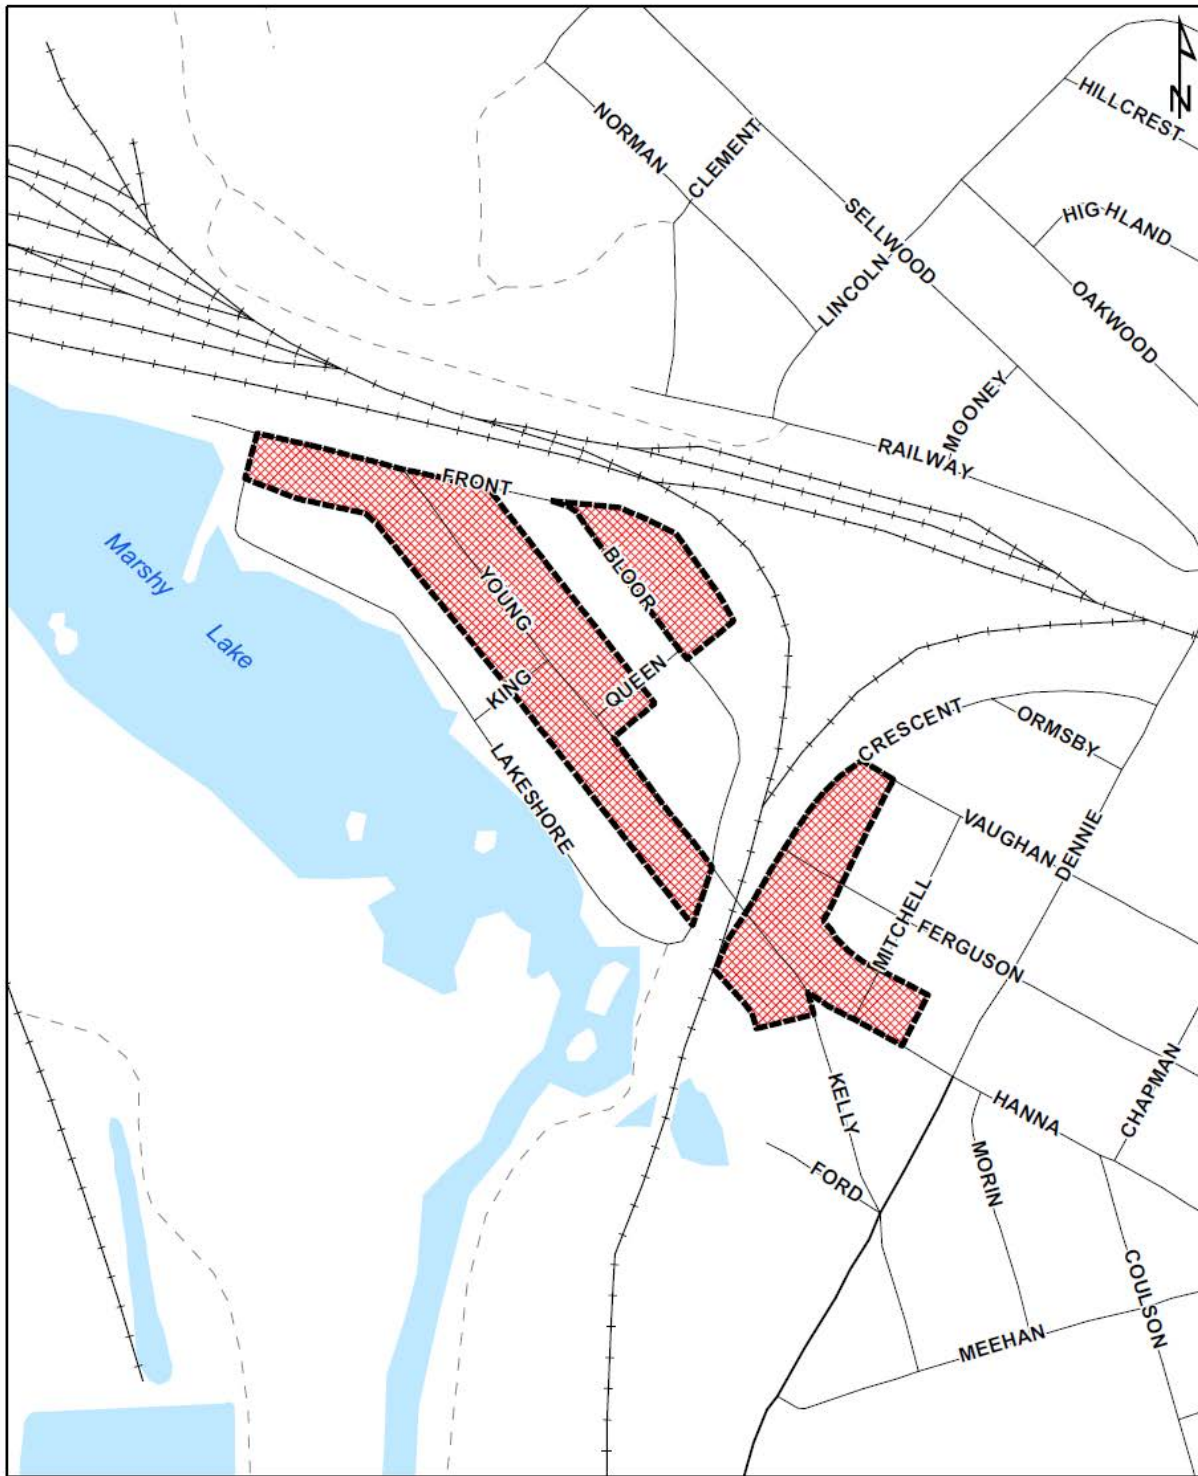 N
HILLCREST
NORMAN
CLEMENT
HIGHLAND
SELLWOOD
LINCOLN
OAKWOOD
MOONEY
RAILWAY
FRONT
Marshy
Lake
BLOOR
YOUNG
KING
QUEEN
LAKESHORE
CRESCENT
ORMSBY
VAUGHAN
DENNIE
MITCHELL
FERGUSON
KELLY
HANNA
CHAPMAN
MORIN
FORD
COULSON
MEEHAN